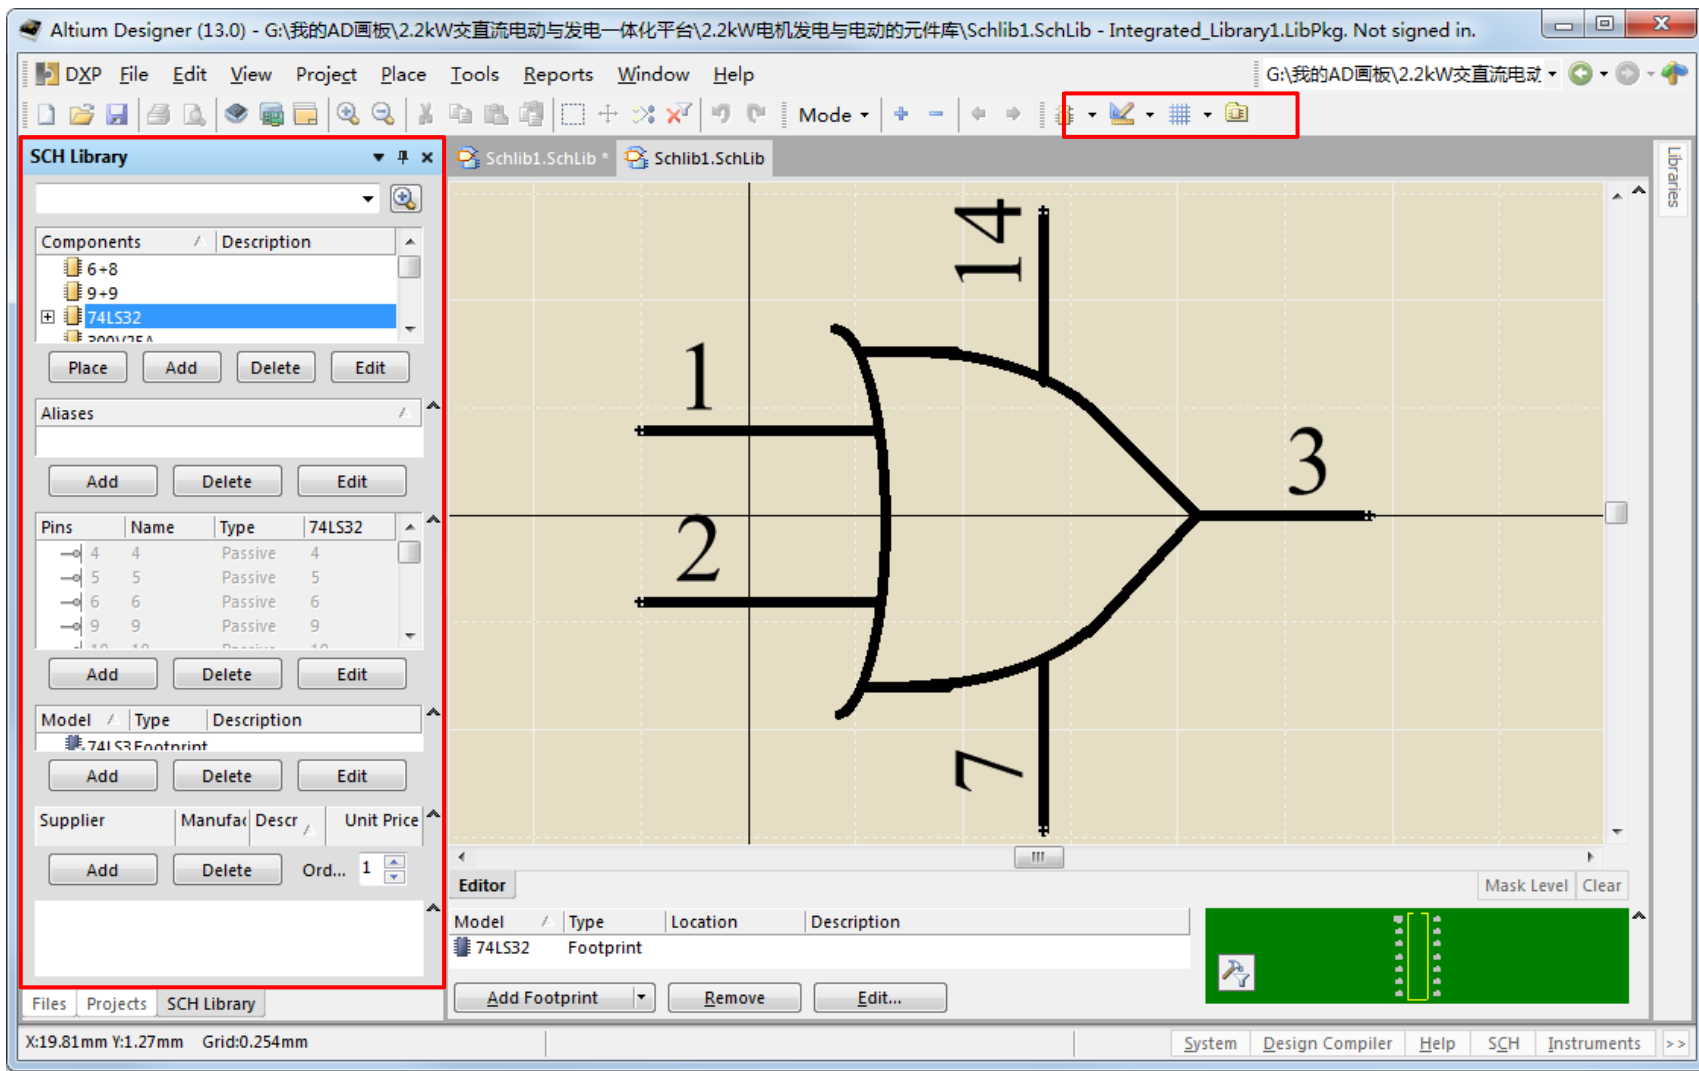 Altium Designer (13.0) - G:\我的AD画板\2.2kW交直流电动与发电一体化平台\2.2kW电机发电与电动的元件库\Schlib1.SchLib - Integrated_Library1.LibPkg. Not signed in.
DXP File Edit View Project Place Tools Reports Window Help G:\我的AD画板\2.2kW交直流电动
Mode
SCH Library
Schlib1.SchLib *
Schlib1.SchLib
Libraries
Components Description
6+8
9+9
74LS32
300V25A
Place Add Delete Edit
Aliases
Add Delete Edit
Pins Name Type 74LS32
4 4 Passive 4
5 5 Passive 5
6 6 Passive 6
9 9 Passive 9
10 10 Passive 10
Add Delete Edit
Model Type Description
74LS3 Footprint
Add Delete Edit
Supplier Manufac Descr Unit Price
Add Delete Ord... 1
Files Projects SCH Library
14
1
2
3
7
Editor Mask Level Clear
Model Type Location Description
74LS32 Footprint
Add Footprint Remove Edit...
X:19.81mm Y:1.27mm Grid:0.254mm
System Design Compiler Help SCH Instruments >>